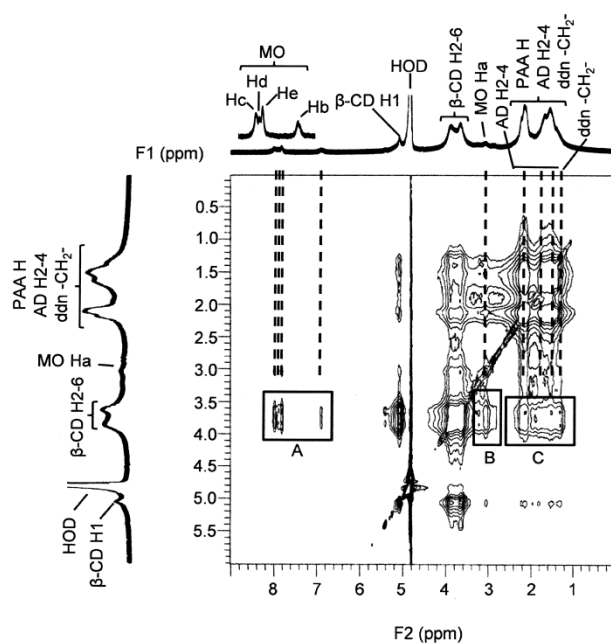 MO
Hd
Hc
He
Hb
β-CD H1
HOD
β-CD H2-6
MO Ha
AD H2-4
PAA H
AD H2-4
ddn -CH₂-
ddn -CH₂-
F1 (ppm)
PAA H
AD H2-4
ddn -CH₂-
MO Ha
β-CD H2-6
HOD
β-CD H1
0.5
1.0
1.5
2.0
2.5
3.0
3.5
4.0
4.5
5.0
5.5
A
B
C
8 7 6 5 4 3 2 1
F2 (ppm)